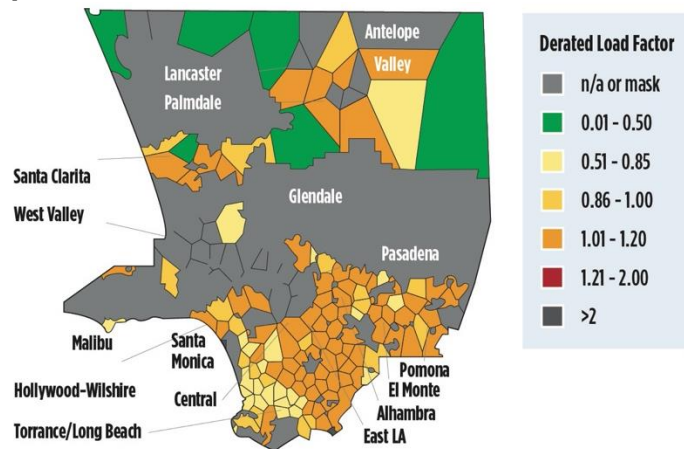 Antelope
Valley
Lancaster
Palmdale
Santa Clarita
West Valley
Glendale
Pasadena
Malibu
Santa
Monica
Hollywood-Wilshire
Central
Torrance/Long Beach
Pomona
El Monte
Alhambra
East LA
Derated Load Factor
n/a or mask
0.01 - 0.50
0.51 - 0.85
0.86 - 1.00
1.01 - 1.20
1.21 - 2.00
>2